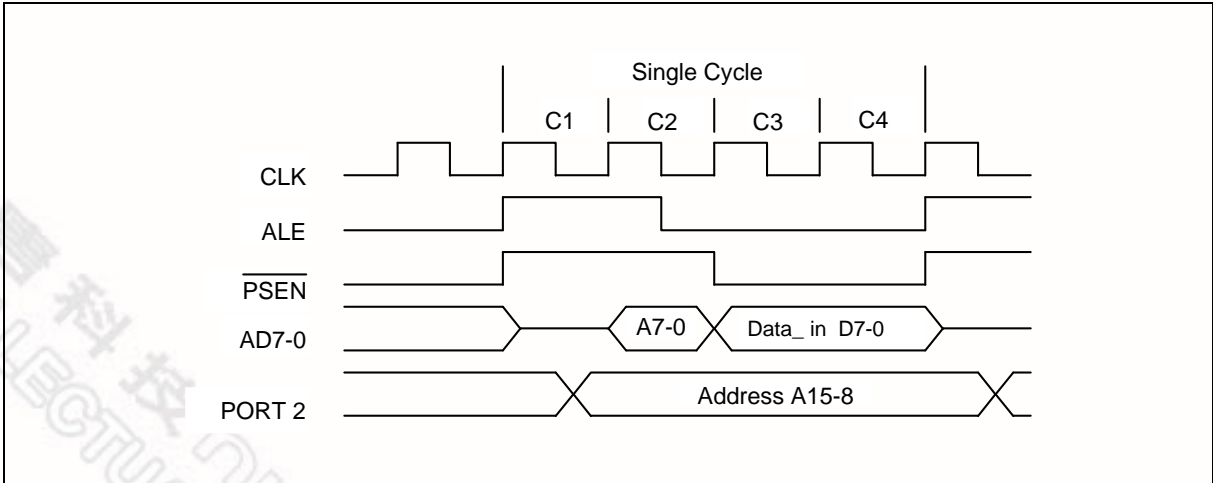 Single Cycle
C1 C2 C3 C4
CLK
ALE
PSEN
AD7-0 A7-0 Data_ in D7-0
PORT 2 Address A15-8